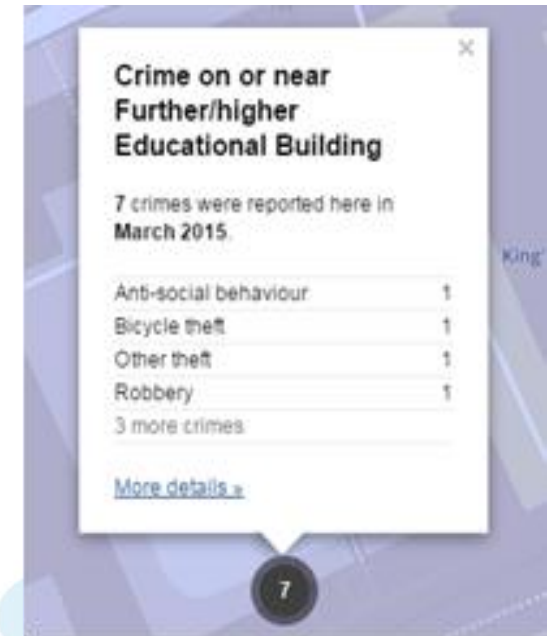 ×
Crime on or near
Further/higher
Educational Building
7 crimes were reported here in
March 2015.
King'
Anti-social behaviour 1
Bicycle theft 1
Other theft 1
Robbery 1
3 more crimes
More details »
7